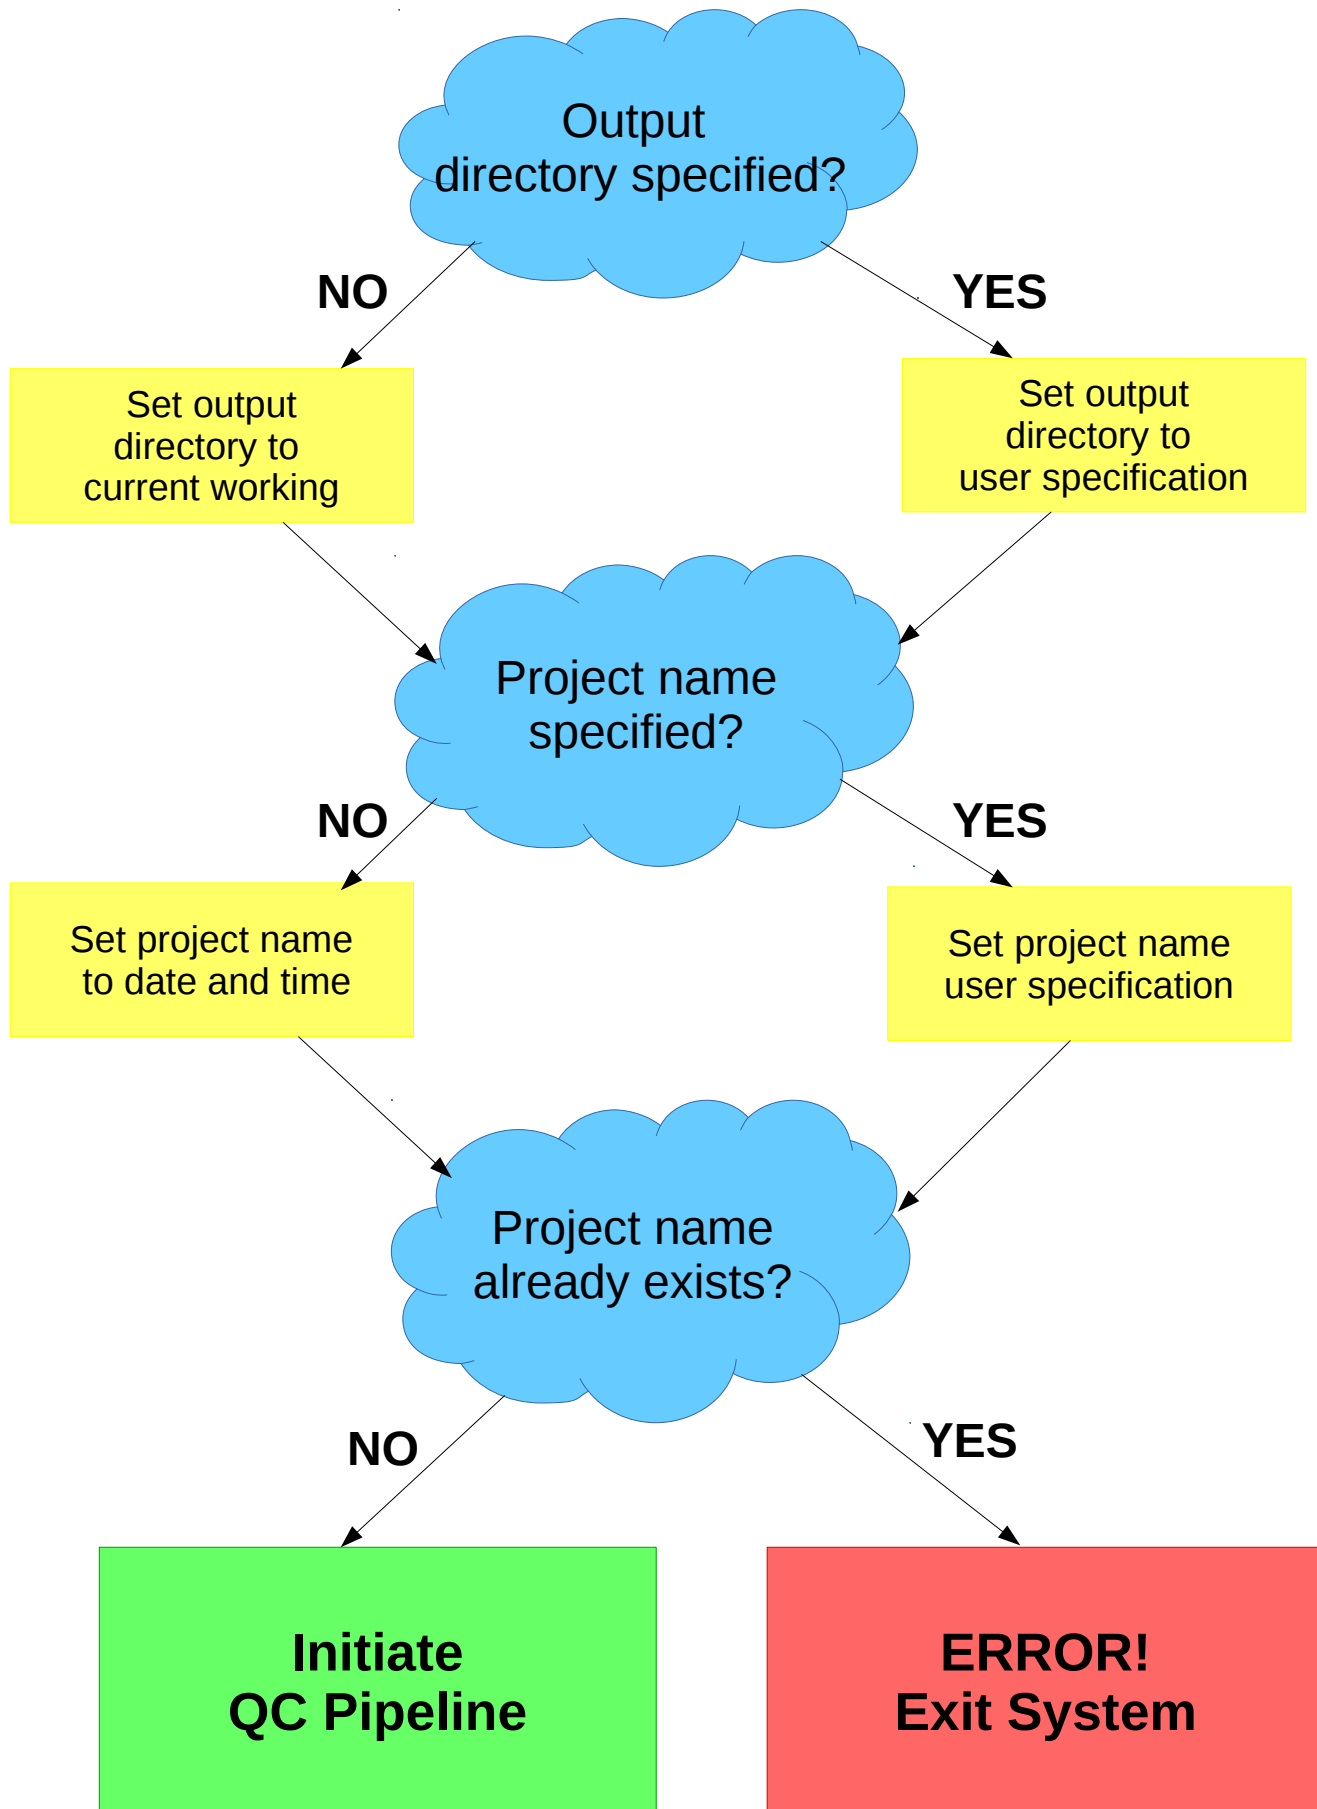 Output
directory specified?
NO
YES
Set output
directory to
current working
Set output
directory to
user specification
Project name
specified?
NO
YES
Set project name
to date and time
Set project name
user specification
Project name
already exists?
NO
YES
Initiate
QC Pipeline
ERROR!
Exit System